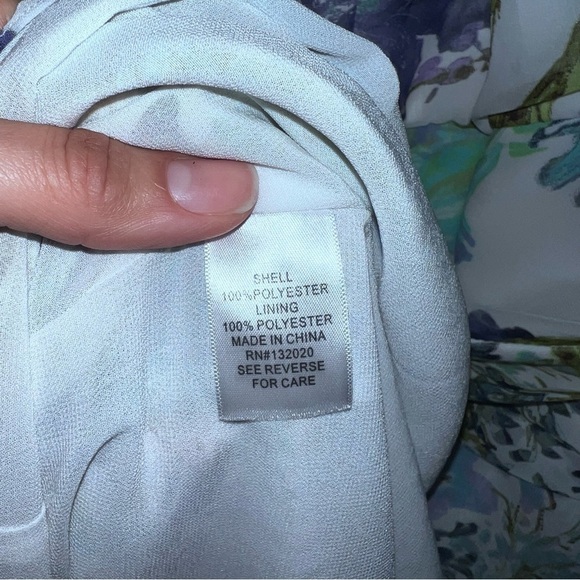 SHELL
100%POLYESTER
LINING
100% POLYESTER
MADE IN CHINA
RN#132020
SEE REVERSE
FOR CARE